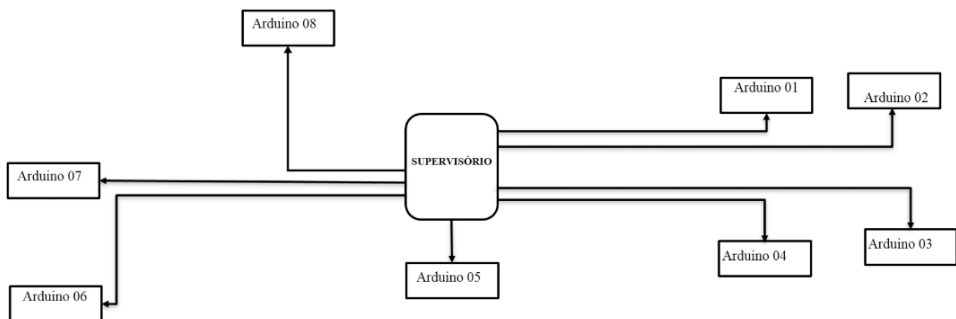 Arduino 08
Arduino 01
Arduino 02
SUPERVISÓRIO
Arduino 07
Arduino 03
Arduino 04
Arduino 05
Arduino 06